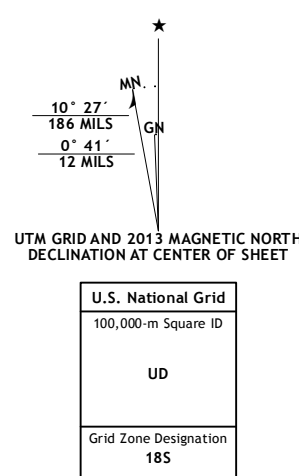 ★
MN
10° 27´
186 MILS
GN
0° 41´
12 MILS
UTM GRID AND 2013 MAGNETIC NORTH
DECLINATION AT CENTER OF SHEET
U.S. National Grid
100,000-m Square ID
UD
Grid Zone Designation
18S